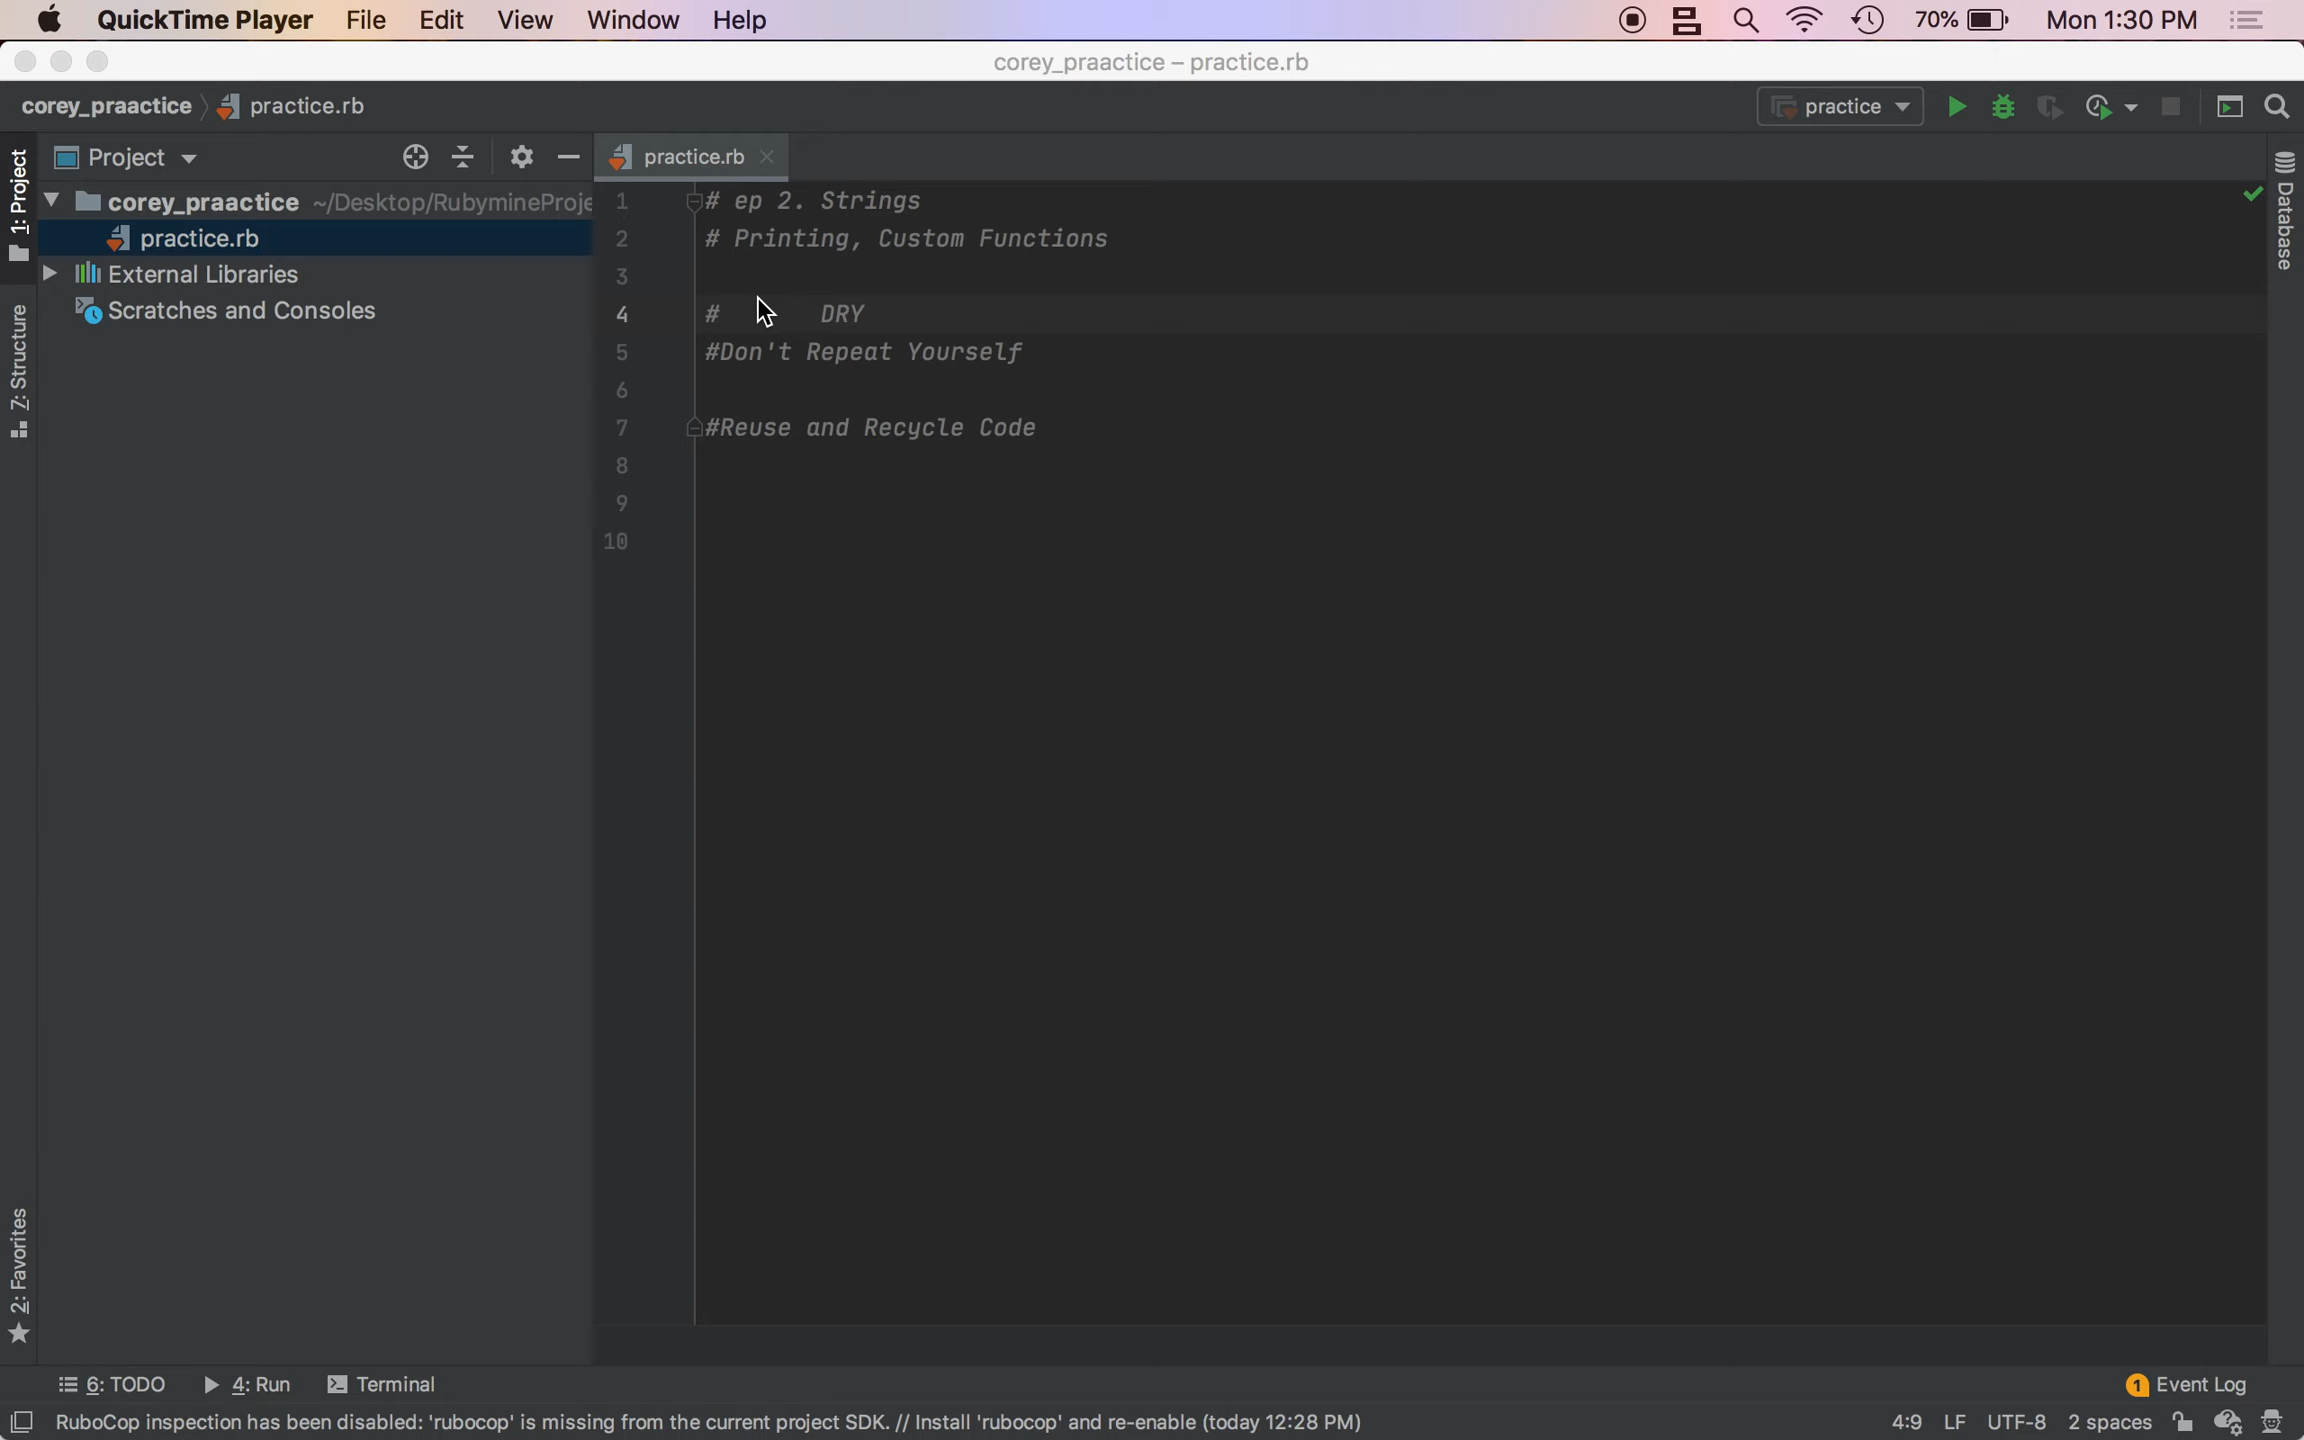 QuickTime Player File Edit View Window Help 70% Mon 1:30 PM
corey_praactice – practice.rb
corey_praactice practice.rb practice
1: Project
Project
practice.rb
corey_praactice ~/Desktop/RubymineProje
practice.rb
External Libraries
Scratches and Consoles
Z: Structure
2: Favorites
1 # ep 2. Strings
2 # Printing, Custom Functions
3
4 #       DRY
5 #Don't Repeat Yourself
6
7 #Reuse and Recycle Code
8
9
10
Database
6: TODO 4: Run Terminal 1 Event Log
RuboCop inspection has been disabled: 'rubocop' is missing from the current project SDK. // Install 'rubocop' and re-enable (today 12:28 PM) 4:9 LF UTF-8 2 spaces